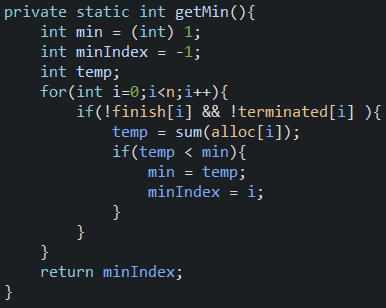 private static int getMin(){
    int min = (int) 1;
    int minIndex = -1;
    int temp;
    for(int i=0;i<n;i++){
        if(!finish[i] && !terminated[i] ){
            temp = sum(alloc[i]);
            if(temp < min){
                min = temp;
                minIndex = i;
            }
        }
    }
    return minIndex;
}